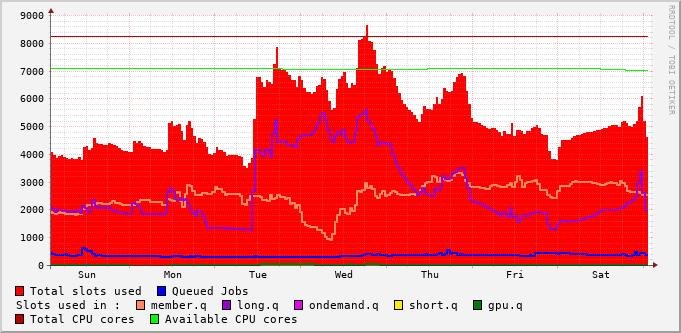 9000
8000
7000
6000
5000
4000
3000
2000
1000
0
Sun Mon Tue Wed Thu Fri Sat
RRDTOOL / TOBI OETIKER
Total slots used Queued Jobs
Slots used in : member.q long.q ondemand.q short.q gpu.q
Total CPU cores Available CPU cores